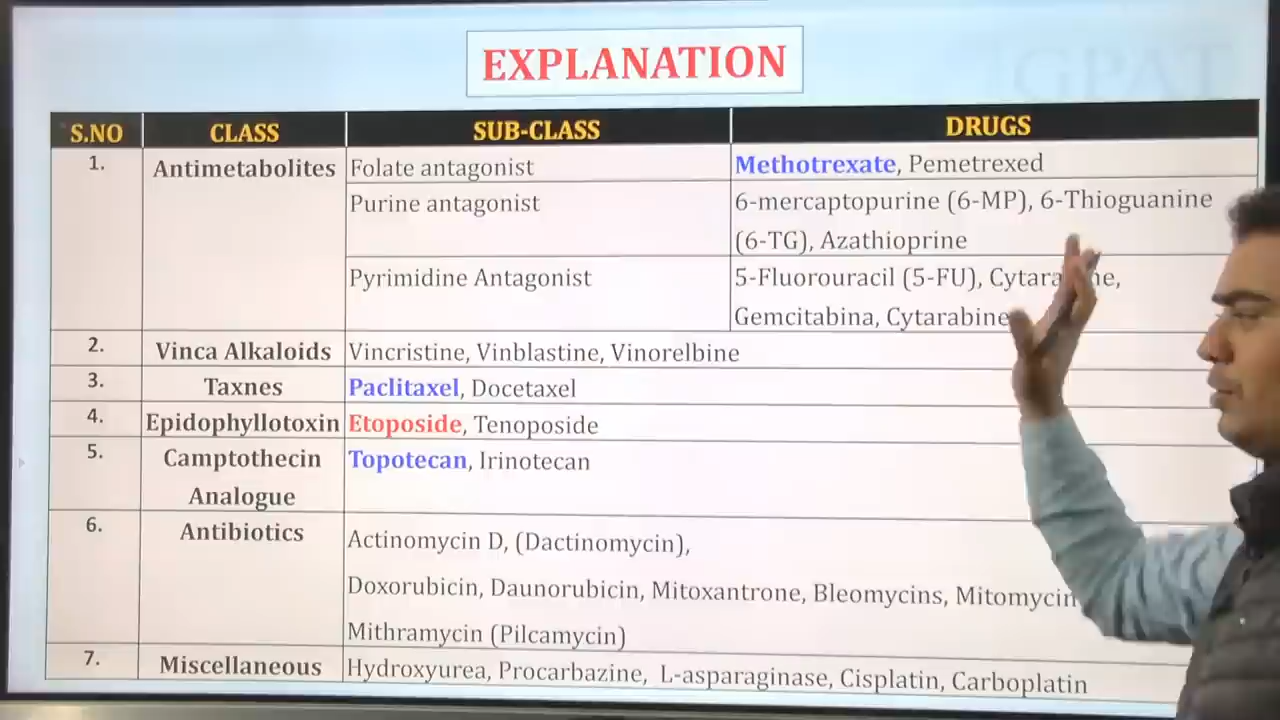 GPAT
EXPLANATION
S.NO CLASS SUB-CLASS DRUGS
1. Antimetabolites Folate antagonist Methotrexate, Pemetrexed
Purine antagonist 6-mercaptopurine (6-MP), 6-Thioguanine
(6-TG), Azathioprine
Pyrimidine Antagonist 5-Fluorouracil (5-FU),
Gemcitabina, Cytarabine
2. Vinca Alkaloids Vincristine, Vinblastine, Vinorelbine
3. Taxnes Paclitaxel, Docetaxel
4. Epidophyllotoxin Etoposide, Tenoposide
5. Camptothecin Topotecan, Irinotecan
Analogue
6. Antibiotics Actinomycin D, (Dactinomycin),
Doxorubicin, Daunorubicin, Mitoxantrone, Bleomycins, Mitomycin
Mithramycin (Pilcamycin)
7. Miscellaneous Hydroxyurea, Procarbazine, L-asparaginase, Cisplatin, Carboplatin